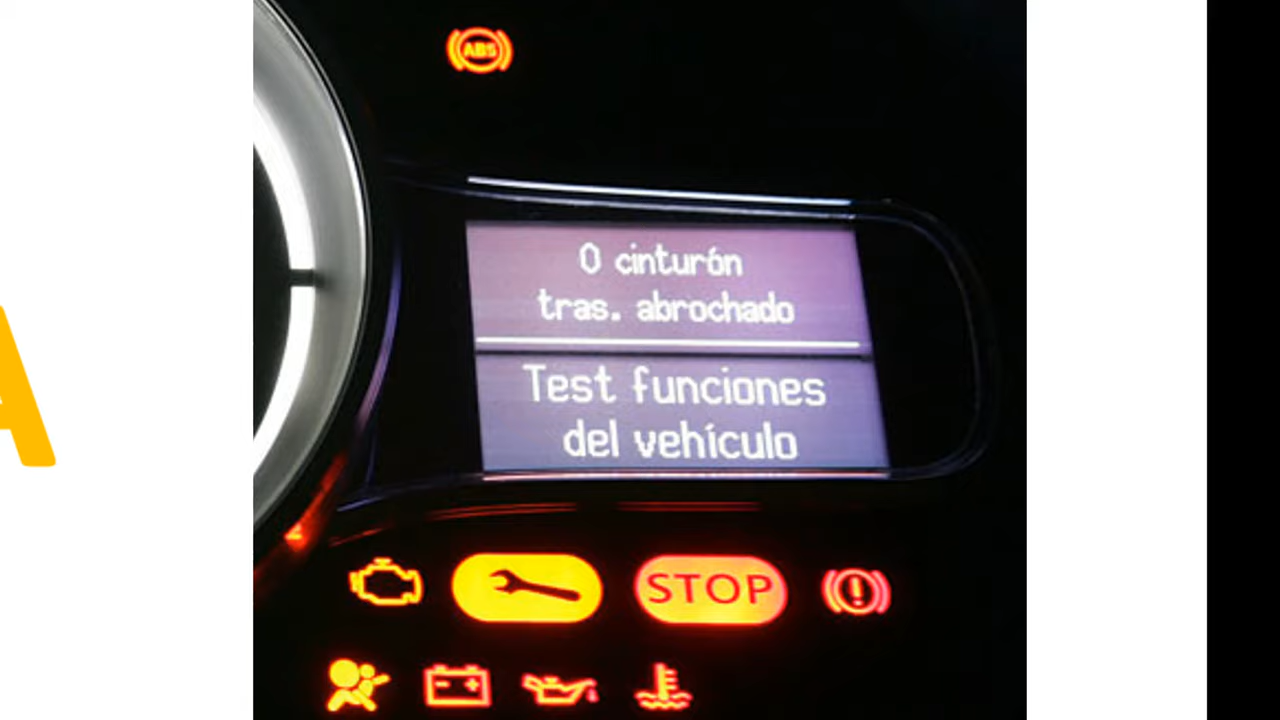 ABS
0 cinturón
tras. abrochado
Test funciones
del vehículo
STOP
A